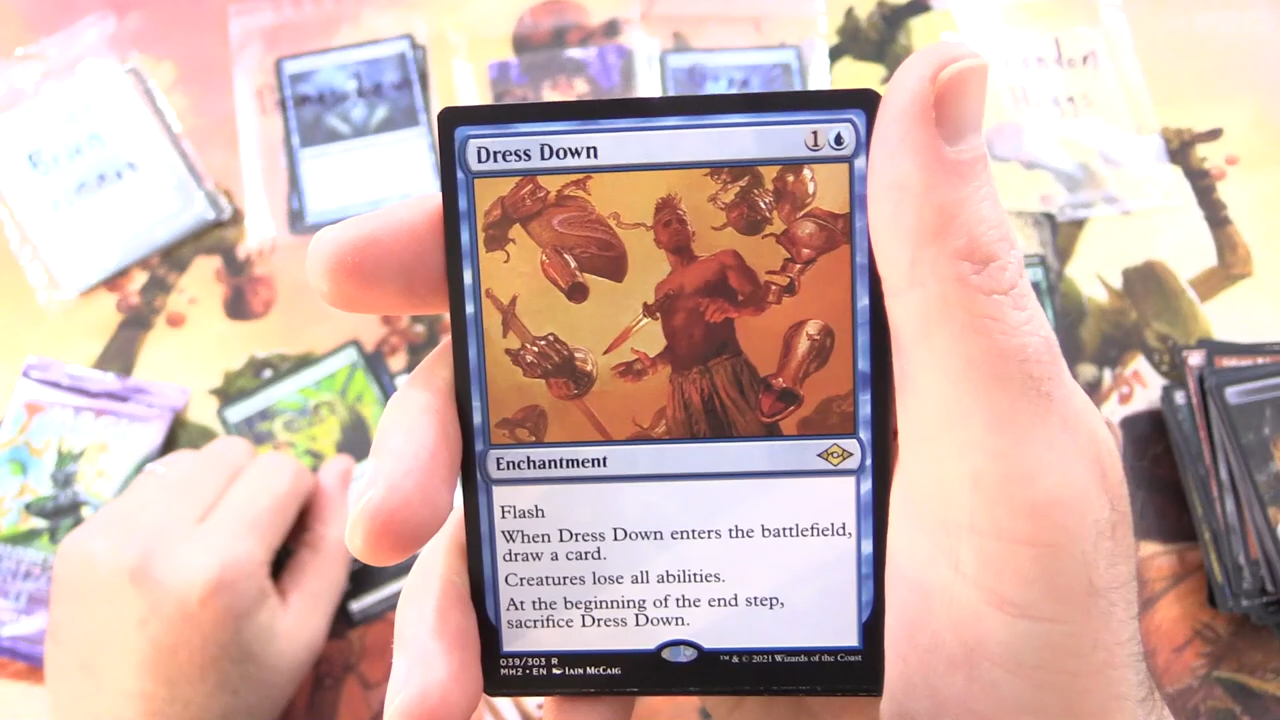 Dress Down 1
Enchantment
Flash
When Dress Down enters the battlefield,
draw a card.
Creatures lose all abilities.
At the beginning of the end step,
sacrifice Dress Down.
039/303 R
MH2 • EN Iain McCaig
™ & © 2021 Wizards of the Coast